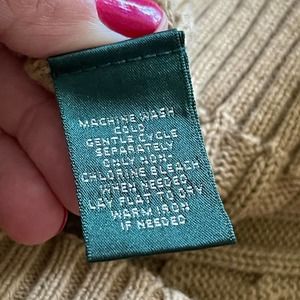 MACHINE WASH
COLD
GENTLE CYCLE
SEPARATELY
ONLY NON-
CHLORINE BLEACH
WHEN NEEDED
LAY FLAT TO DRY
WARM IRON
IF NEEDED